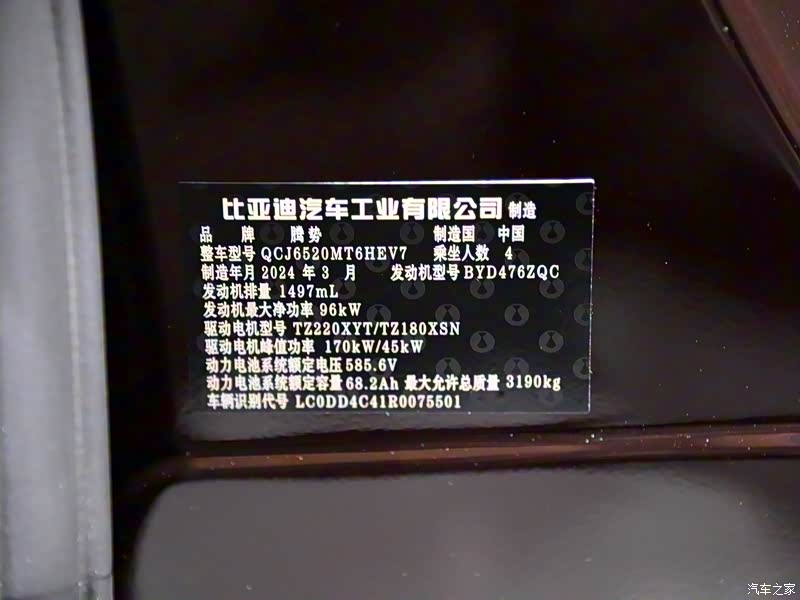 比亚迪汽车工业有限公司 制造
品 牌 腾势 制造国 中国
整车型号 QCJ6520MT6HEV7 乘坐人数 4
制造年月 2024 年 3 月 发动机型号 BYD476ZQC
发动机排量 1497mL
发动机最大净功率 96kW
驱动电机型号 TZ220XYT/TZ180XSN
驱动电机峰值功率 170kW/45kW
动力电池系统额定电压 585.6V
动力电池系统额定容量 68.2Ah 最大允许总质量 3190kg
车辆识别代号 LC0DD4C41R0075501
汽车之家